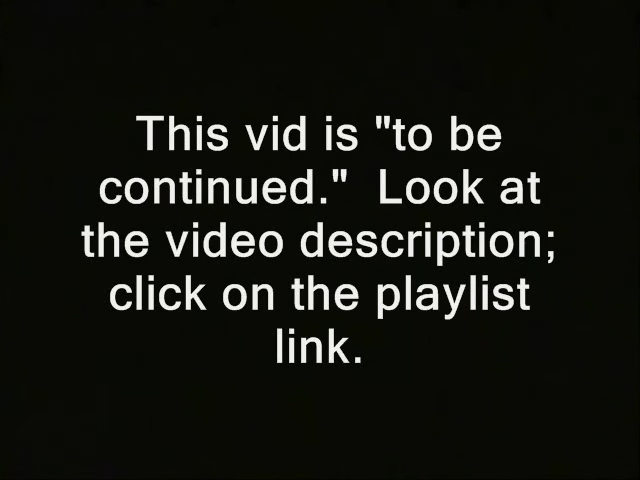 This vid is "to be
continued."  Look at
the video description;
click on the playlist
link.